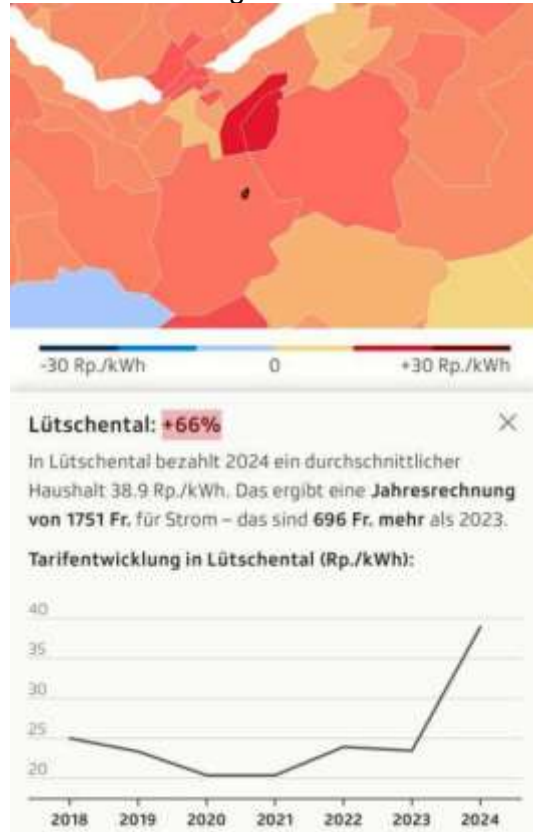 -30 Rp./kWh 0 +30 Rp./kWh
Lütschental: +66% ×
In Lütschental bezahlt 2024 ein durchschnittlicher
Haushalt 38.9 Rp./kWh. Das ergibt eine Jahresrechnung
von 1751 Fr. für Strom – das sind 696 Fr. mehr als 2023.
Tarifentwicklung in Lütschental (Rp./kWh):
40
35
30
25
20
2018 2019 2020 2021 2022 2023 2024